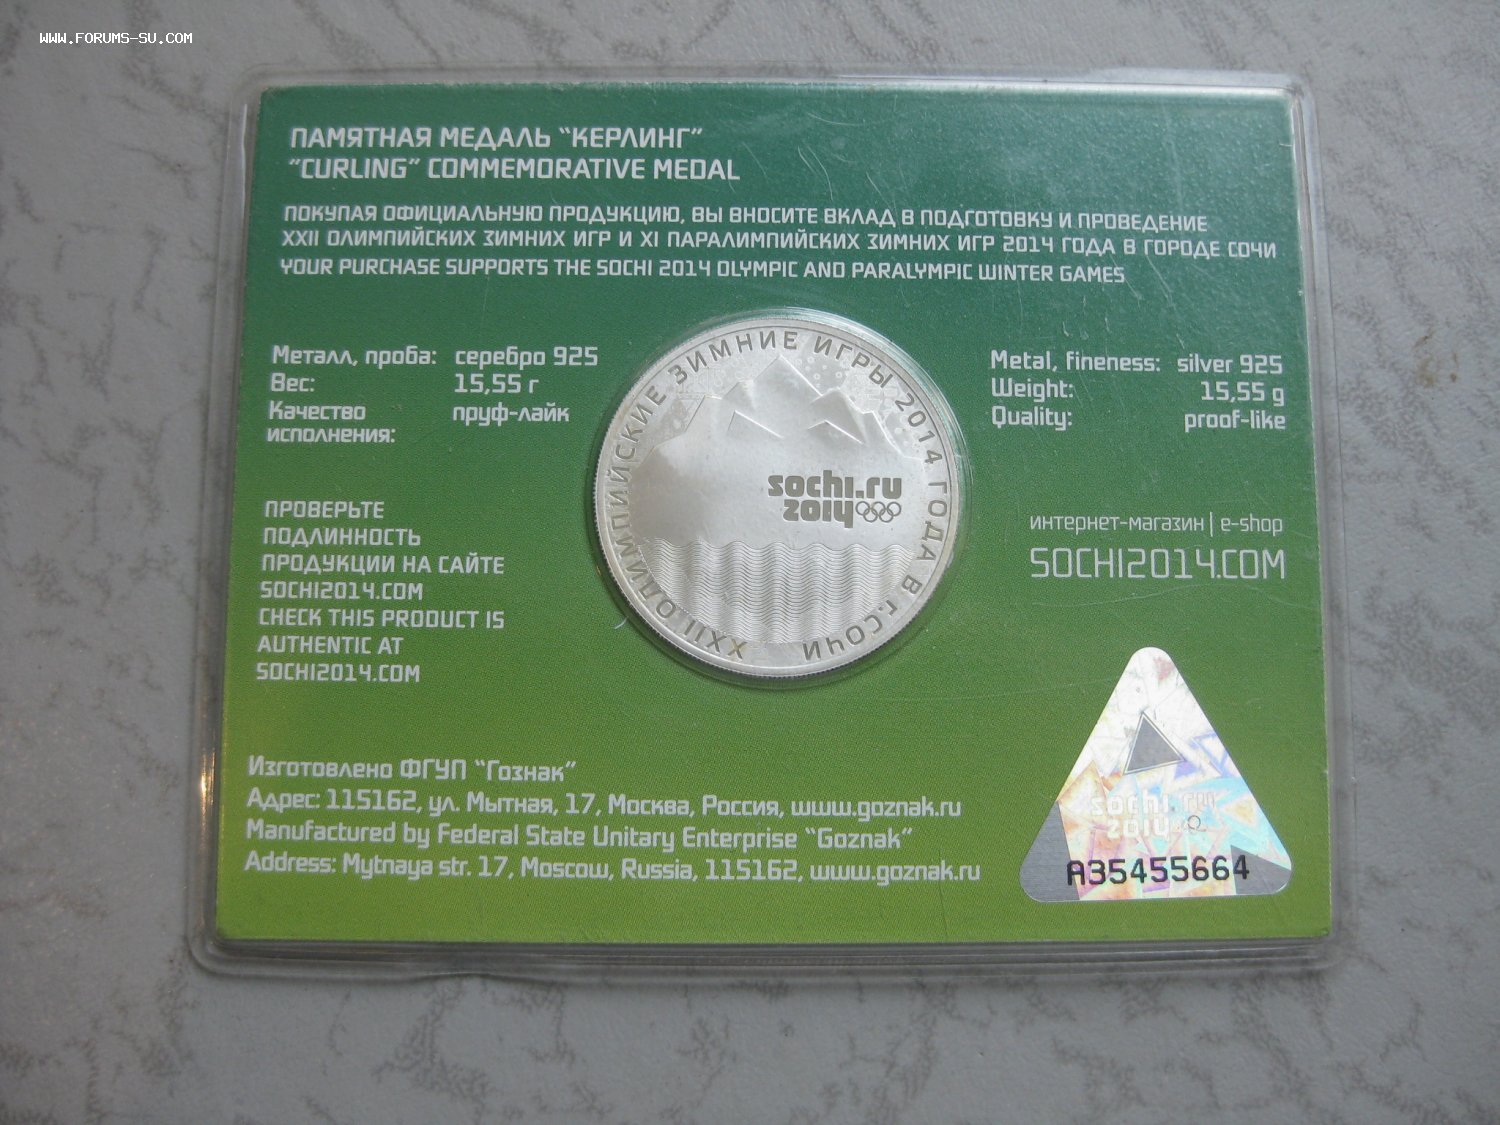 WWW.FORUMS-SU.COM
ПАМЯТНАЯ МЕДАЛЬ "КЕРЛИНГ"
"CURLING" COMMEMORATIVE MEDAL
ПОКУПАЯ ОФИЦИАЛЬНУЮ ПРОДУКЦИЮ, ВЫ ВНОСИТЕ ВКЛАД В ПОДГОТОВКУ И ПРОВЕДЕНИЕ
XXII ОЛИМПИЙСКИХ ЗИМНИХ ИГР И XI ПАРАЛИМПИЙСКИХ ЗИМНИХ ИГР 2014 ГОДА В ГОРОДЕ СОЧИ
YOUR PURCHASE SUPPORTS THE SOCHI 2014 OLYMPIC AND PARALYMPIC WINTER GAMES
Металл, проба: серебро 925
Вес: 15,55 г
Качество пруф-лайк
исполнения:
XXII ОЛИМПИЙСКИЕ ЗИМНИЕ ИГРЫ 2014 ГОДА В Г.СОЧИ
sochi.ru
2014
Metal, fineness: silver 925
Weight: 15,55 g
Quality: proof-like
ПРОВЕРЬТЕ
ПОДЛИННОСТЬ
ПРОДУКЦИИ НА САЙТЕ
SOCHI2014.COM
CHECK THIS PRODUCT IS
AUTHENTIC AT
SOCHI2014.COM
интернет-магазин | e-shop
SOCHI2014.COM
Изготовлено ФГУП "Гознак"
Адрес: 115162, ул. Мытная, 17, Москва, Россия, www.goznak.ru
Manufactured by Federal State Unitary Enterprise "Goznak"
Address: Mytnaya str. 17, Moscow, Russia, 115162, www.goznak.ru
sochi.ru
2014
A35455664